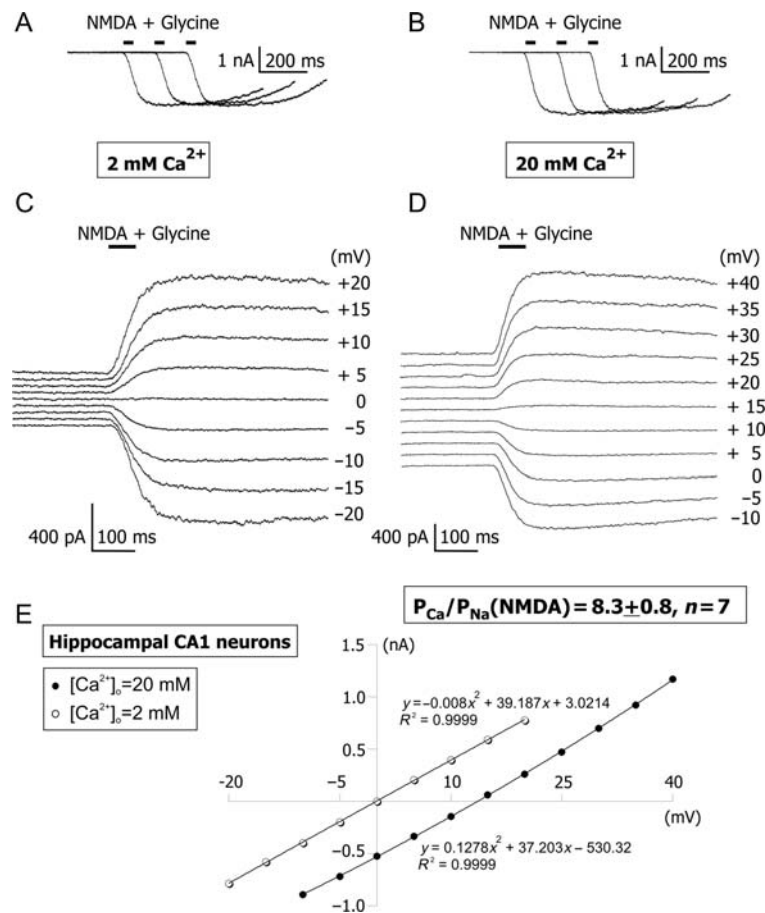 A
NMDA + Glycine
1 nA
200 ms
2 mM Ca²⁺
B
NMDA + Glycine
1 nA
200 ms
20 mM Ca²⁺
C
NMDA + Glycine
(mV)
+20
+15
+10
+ 5
0
−5
−10
−15
−20
400 pA
100 ms
D
NMDA + Glycine
(mV)
+40
+35
+30
+25
+20
+ 15
+ 10
+ 5
0
−5
−10
400 pA
100 ms
E
P_Ca/P_Na(NMDA) = 8.3±0.8, n = 7
Hippocampal CA1 neurons
[Ca²⁺]ₒ=20 mM
[Ca²⁺]ₒ=2 mM
1.5
(nA)
y = −0.008x² + 39.187x + 3.0214
R² = 0.9999
1.0
0.5
-20
−5
10
25
40
(mV)
y = 0.1278x² + 37.203x − 530.32
R² = 0.9999
−0.5
−1.0